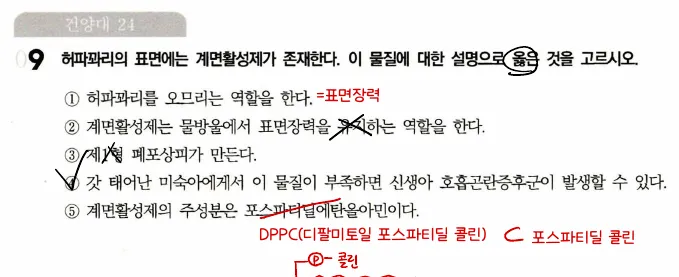 건양대 24
09 허파꽈리의 표면에는 계면활성제가 존재한다. 이 물질에 대한 설명으로 옳은 것을 고르시오.
① 허파꽈리를 오므리는 역할을 한다. =표면장력
② 계면활성제는 물방울에서 표면장력을 유지하는 역할을 한다.
③ 제1형 폐포상피가 만든다.
④ 갓 태어난 미숙아에게서 이 물질이 부족하면 신생아 호흡곤란증후군이 발생할 수 있다.
⑤ 계면활성제의 주성분은 포스파티딜에탄올아민이다.
DPPC(디팔미토일 포스파티딜 콜린) ⊂ 포스파티딜 콜린
ⓟ- 콜린